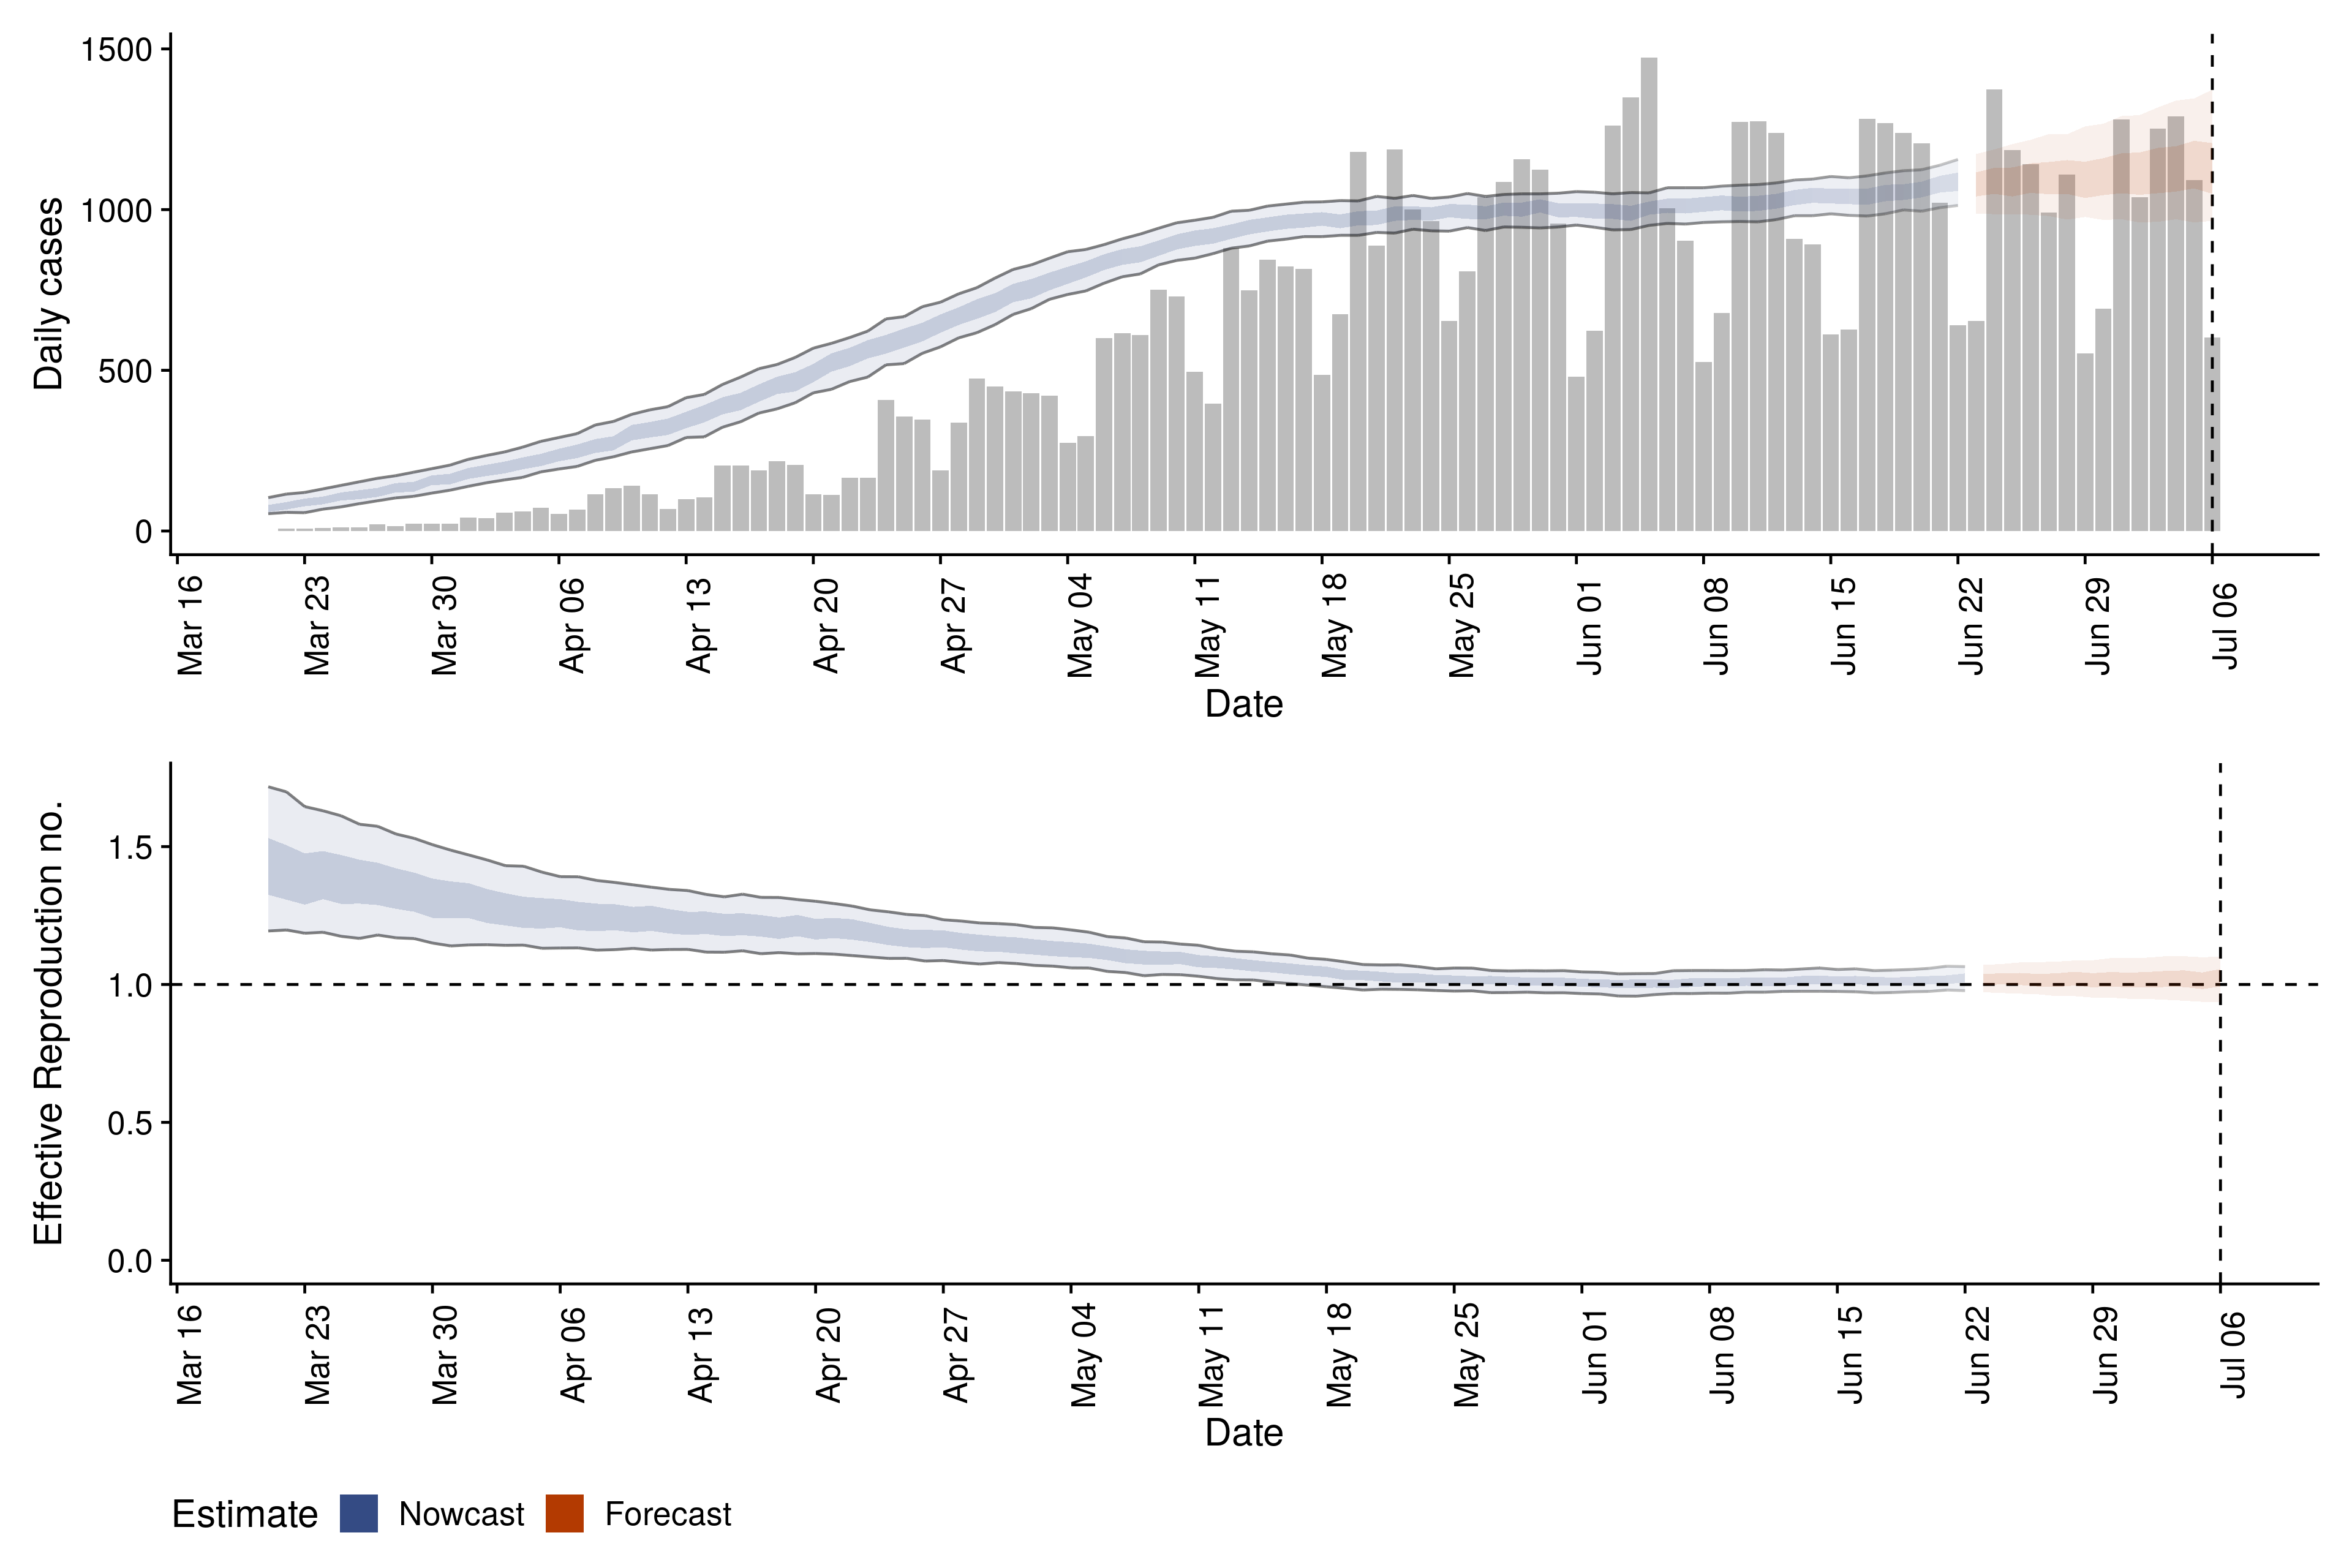 Daily cases
1500
1000
500
0
Mar 16
Mar 23
Mar 30
Apr 06
Apr 13
Apr 20
Apr 27
May 04
May 11
May 18
May 25
Jun 01
Jun 08
Jun 15
Jun 22
Jun 29
Jul 06
Date
Effective Reproduction no.
1.5
1.0
0.5
0.0
Mar 16
Mar 23
Mar 30
Apr 06
Apr 13
Apr 20
Apr 27
May 04
May 11
May 18
May 25
Jun 01
Jun 08
Jun 15
Jun 22
Jun 29
Jul 06
Date
Estimate Nowcast Forecast